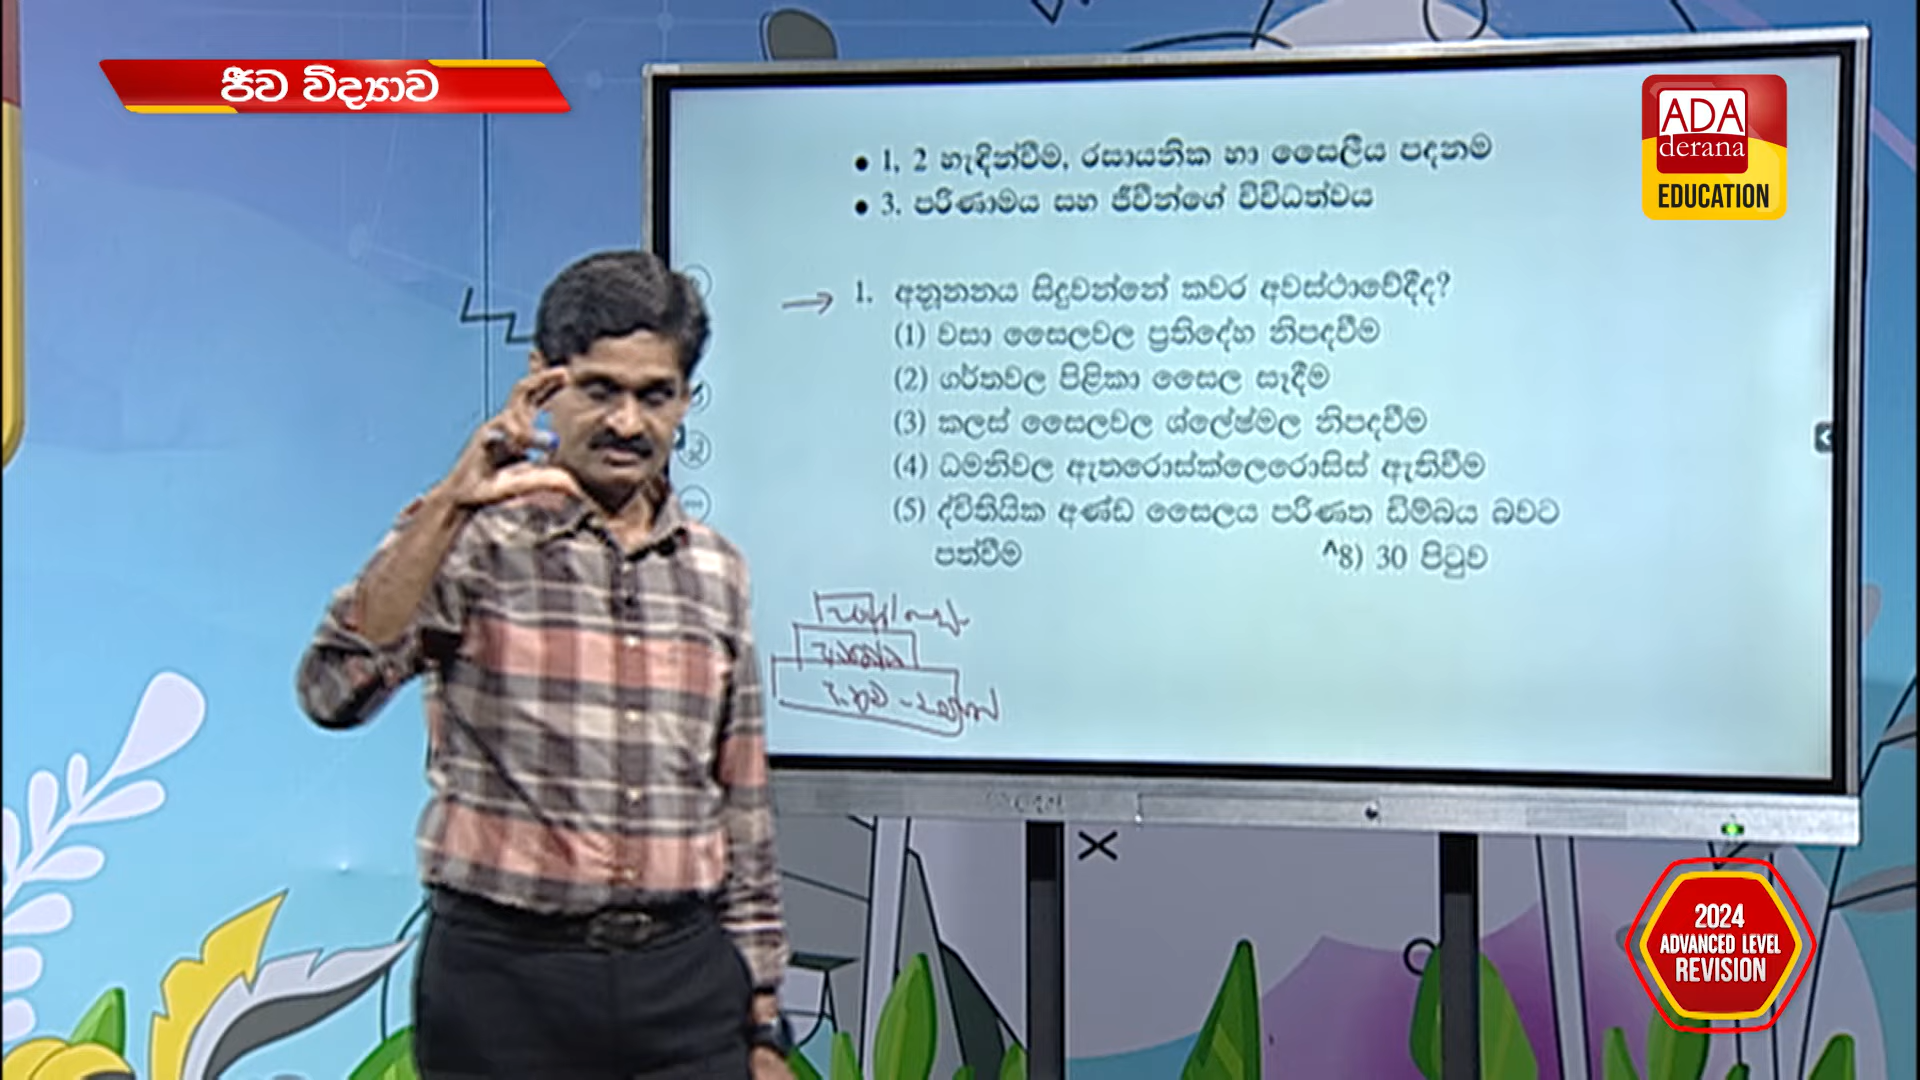 ජීව විද්‍යාව
ADA
derana
EDUCATION
• 1, 2 හැඳින්වීම, රසායනික හා සෛලීය පදනම
• 3. පරිණාමය සහ ජීවීන්ගේ විවිධත්වය
1. අනූනනය සිදුවන්නේ කවර අවස්ථාවේදීද?
(1) වසා සෛලවල ප්‍රතිදේහ නිපදවීම
(2) ගර්තවල පිළිකා සෛල සෑදීම
(3) කලස් සෛලවල ශ්ලේෂ්මල නිපදවීම
(4) ධමනිවල ඇතරොස්ක්ලෙරොසිස් ඇතිවීම
(5) ද්විතියික අණ්ඩ සෛලය පරිණත ඩිම්බය බවට
පත්වීම ^8) 30 පිටුව
2024
ADVANCED LEVEL
REVISION